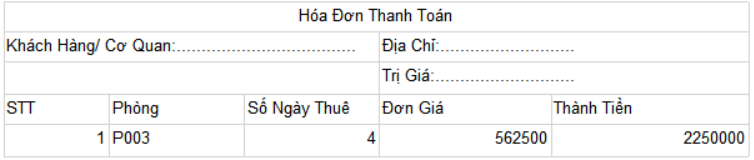 Hóa Đơn Thanh Toán
Khách Hàng/ Cơ Quan:.................................... Địa Chỉ:...........................
Trị Giá:............................
STT Phòng Số Ngày Thuê Đơn Giá Thành Tiền
1 P003 4 562500 2250000